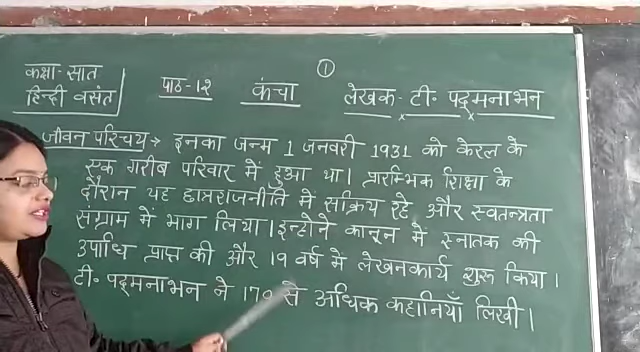 ①
कक्षा-सात
हिन्दी वसंत
पाठ-12 कंचा लेखक- टी॰ पद्मनाभन
जीवन परिचय→ इनका जन्म 1 जनवरी 1931 को केरल के
एक गरीब परिवार में हुआ था। प्रारम्भिक शिक्षा के
दौरान यह छात्रराजनीति में सक्रिय रहे और स्वतन्त्रता
संग्राम में भाग लिया। इन्होंने कानून में स्नातक की
उपाधि प्राप्त की और 19 वर्ष में लेखनकार्य शुरू किया।
टी॰ पद्मनाभन ने 170 से अधिक कहानियाँ लिखी।